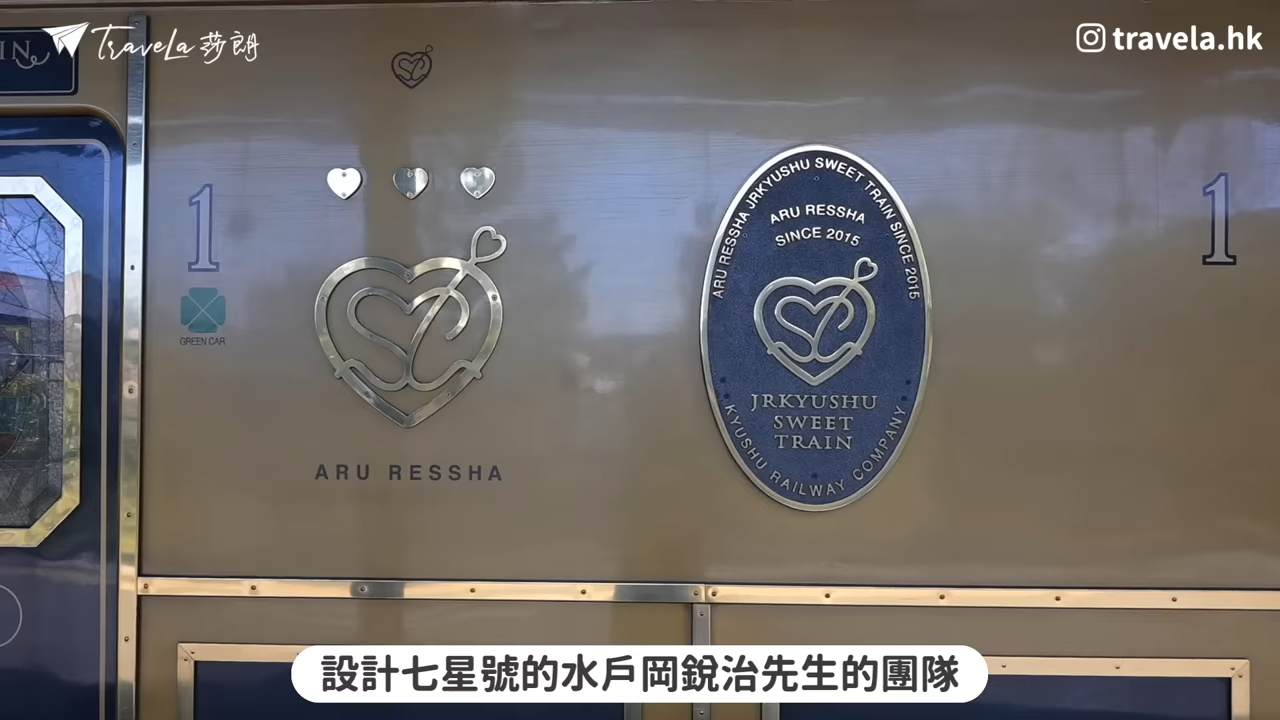 Travela 莎朗
travela.hk
IN
1
GREEN CAR
ARU RESSHA
ARU RESSHA JRKYUSHU SWEET TRAIN SINCE 2015
ARU RESSHA
SINCE 2015
JRKYUSHU
SWEET
TRAIN
KYUSHU RAILWAY COMPANY
1
設計七星號的水戶岡銳治先生的團隊